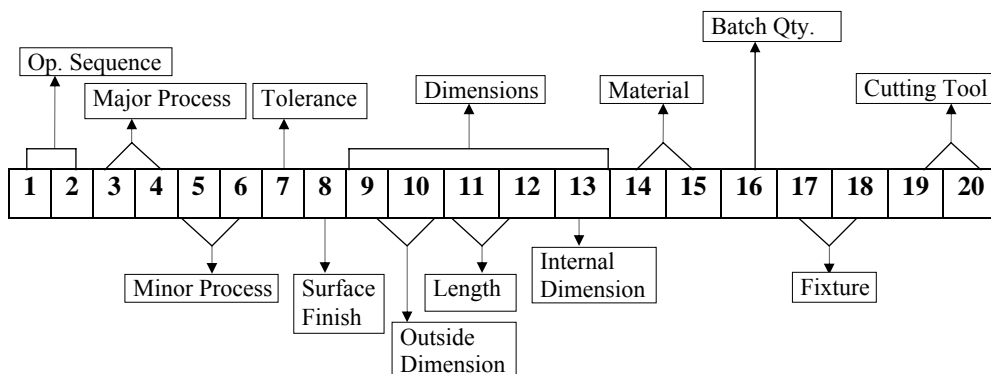 Batch Qty.
Op. Sequence
Major Process
Tolerance
Dimensions
Material
Cutting Tool
1 2 3 4 5 6 7 8 9 10 11 12 13 14 15 16 17 18 19 20
Minor Process
Surface
Finish
Outside
Dimension
Length
Internal
Dimension
Fixture